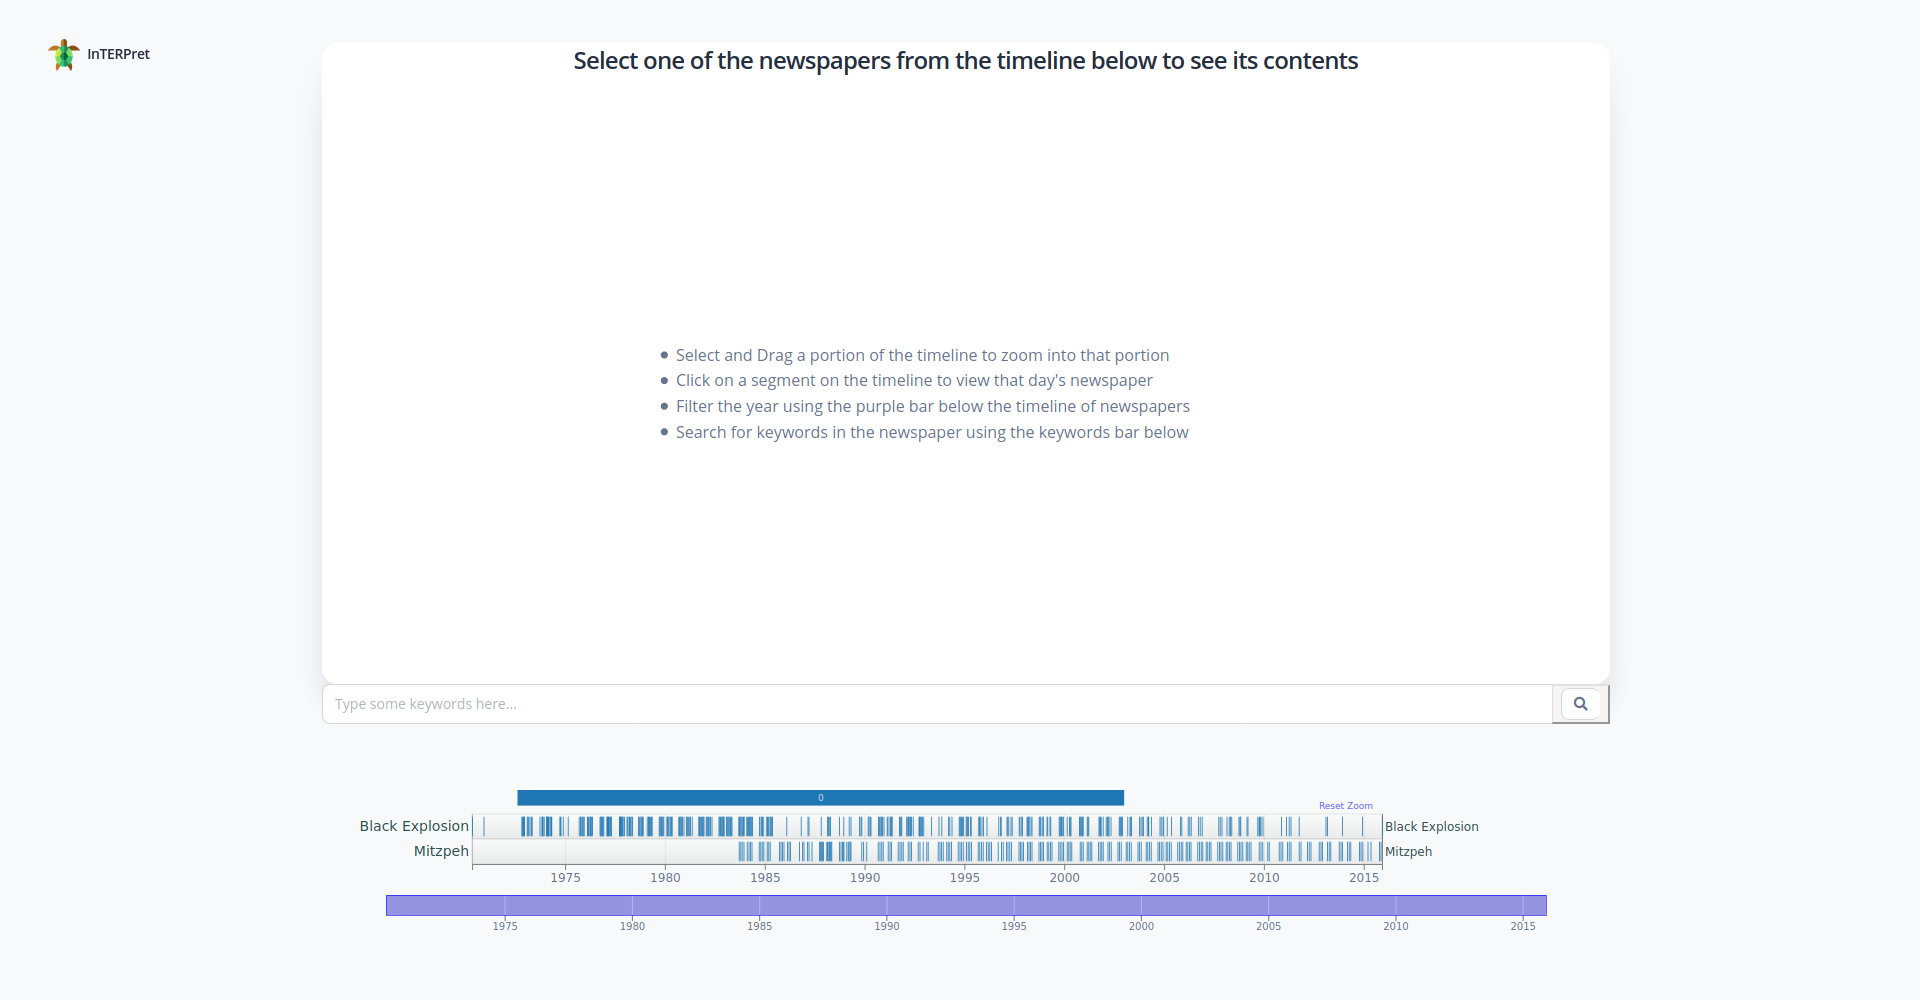 InTERPret
Select one of the newspapers from the timeline below to see its contents
Select and Drag a portion of the timeline to zoom into that portion
Click on a segment on the timeline to view that day's newspaper
Filter the year using the purple bar below the timeline of newspapers
Search for keywords in the newspaper using the keywords bar below
Type some keywords here...
0
Reset Zoom
Black Explosion Black Explosion
Mitzpeh Mitzpeh
1975 1980 1985 1990 1995 2000 2005 2010 2015
1975 1980 1985 1990 1995 2000 2005 2010 2015